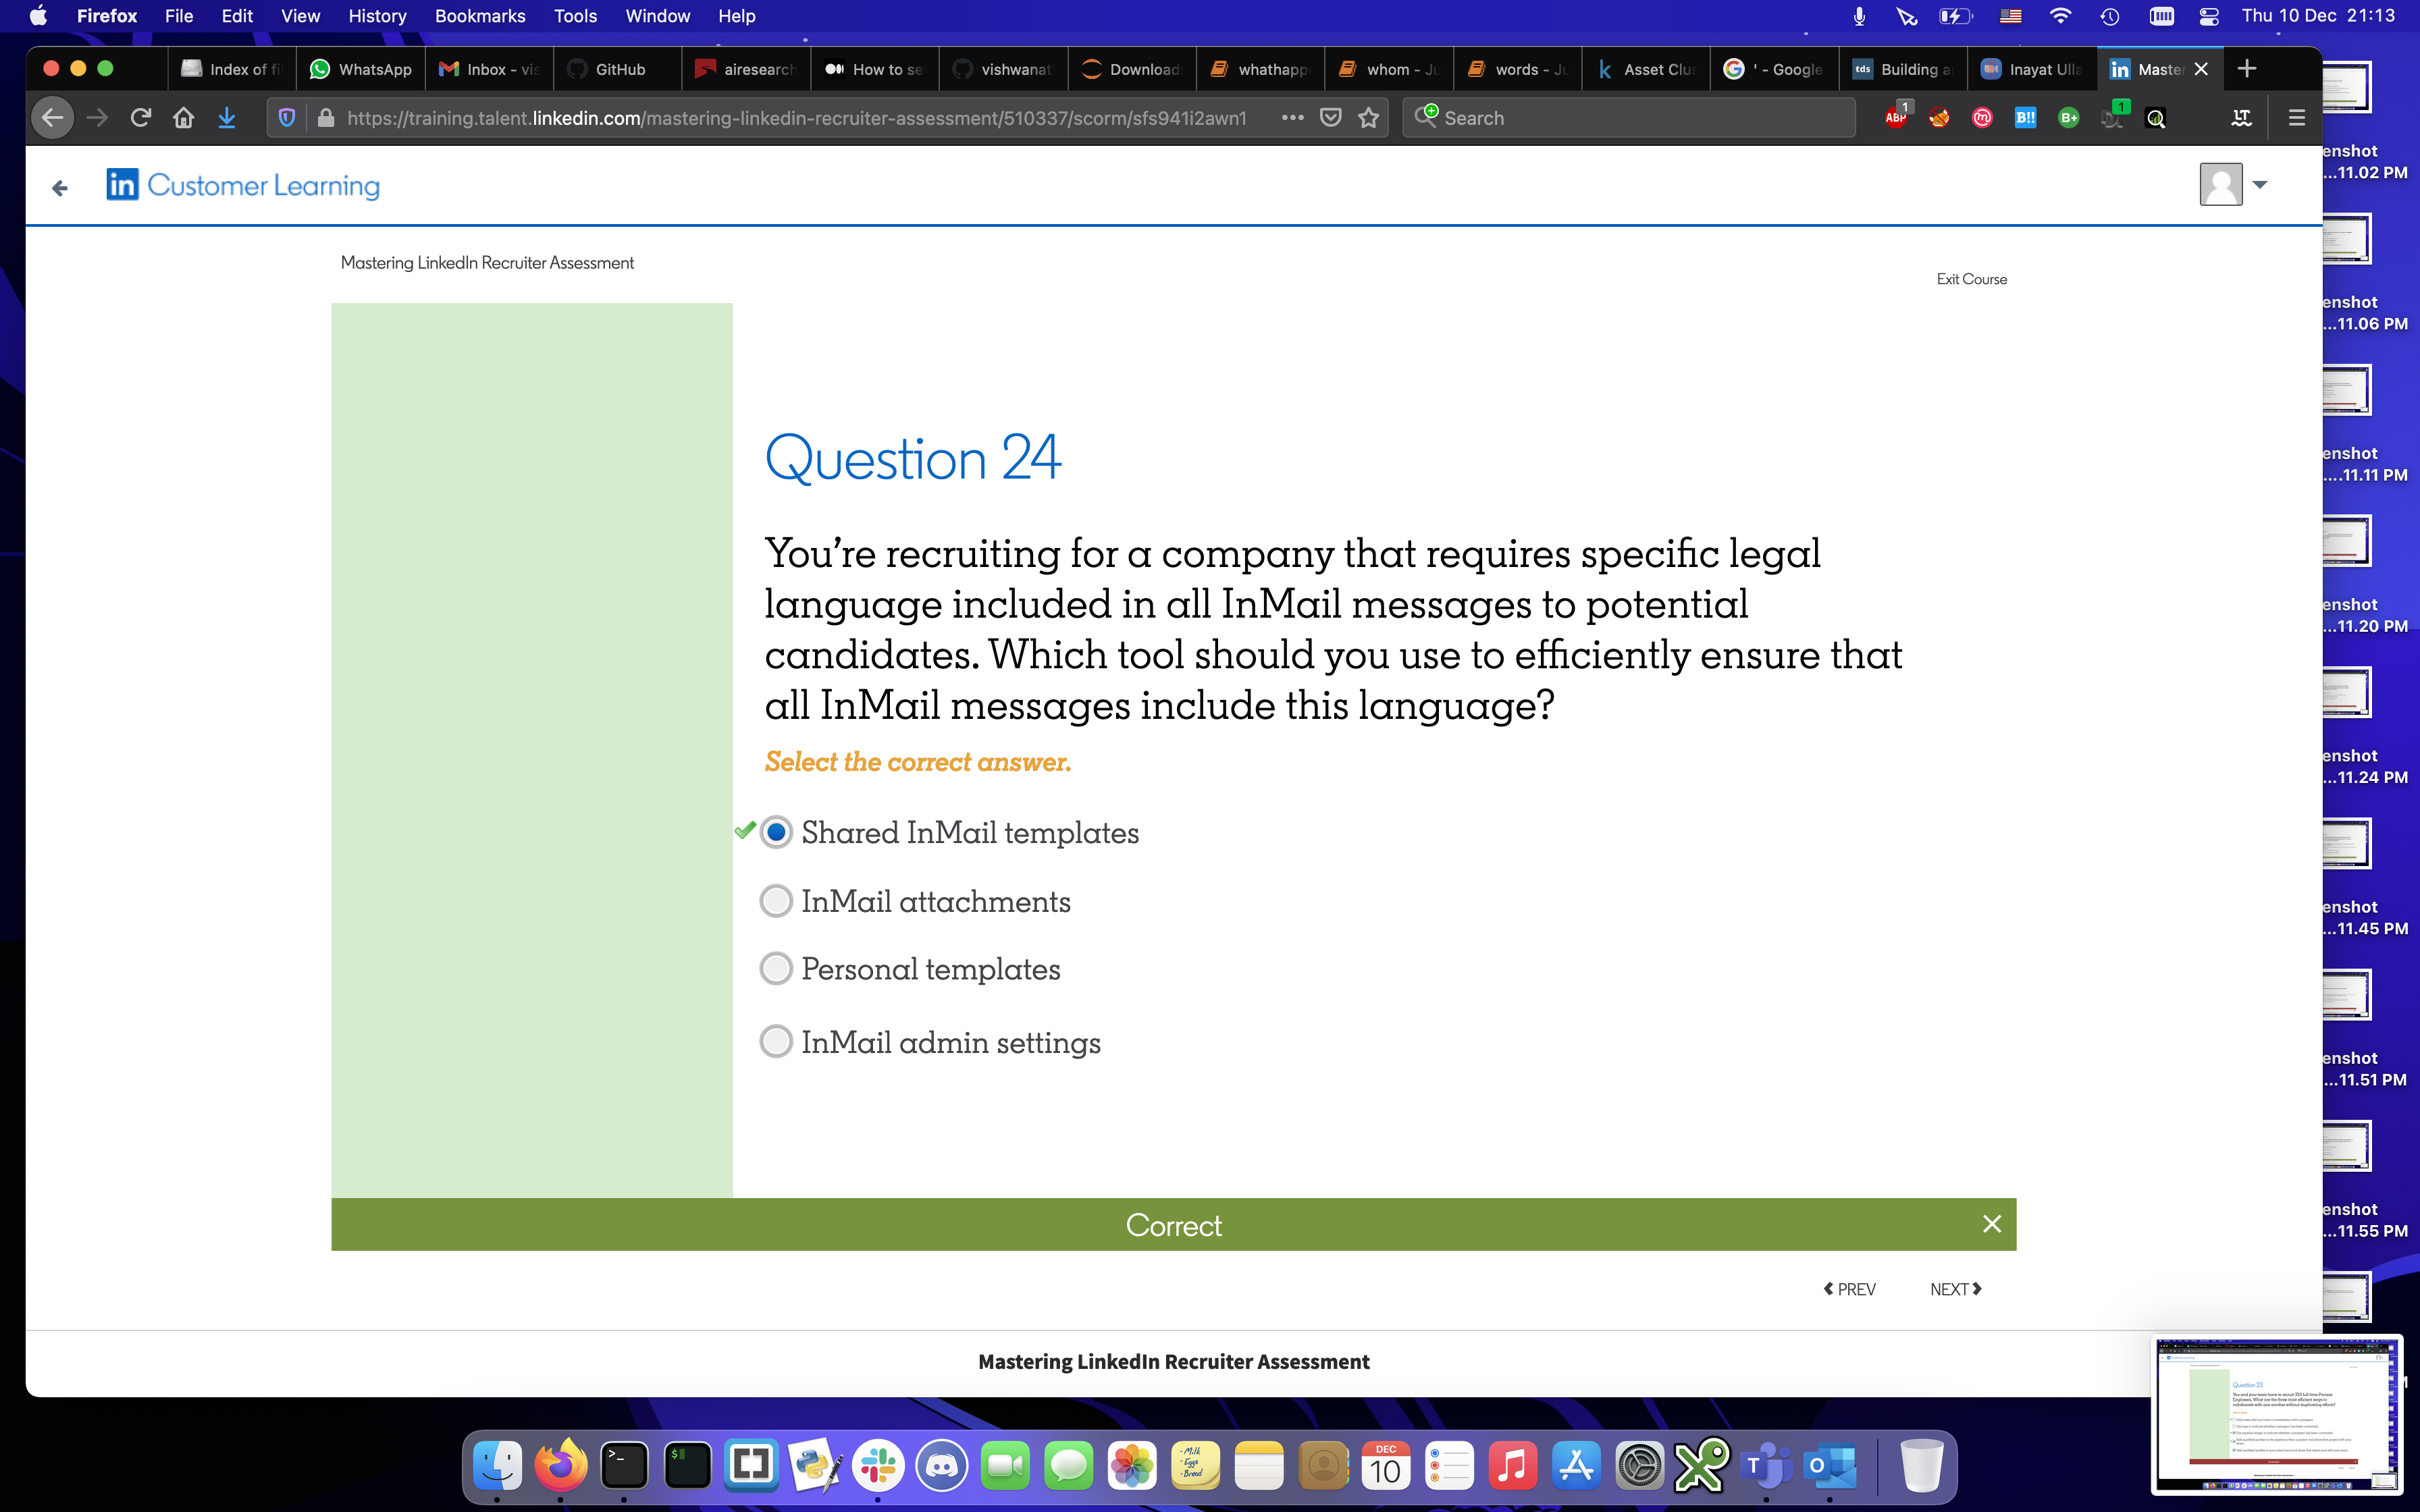 Firefox File Edit View History Bookmarks Tools Window Help Thu 10 Dec 21:13
Index of fi WhatsApp Inbox - vis GitHub airesearch How to se vishwanat Download whathapp whom - Ju words - Ju Asset Clus ' - Google Building a Inayat Ulla Master
https://training.talent.linkedin.com/mastering-linkedin-recruiter-assessment/510337/scorm/sfs941i2awn1 Search
in Customer Learning
Mastering LinkedIn Recruiter Assessment
Exit Course
Question 24
You’re recruiting for a company that requires specific legal
language included in all InMail messages to potential
candidates. Which tool should you use to efficiently ensure that
all InMail messages include this language?
Select the correct answer.
Shared InMail templates
InMail attachments
Personal templates
InMail admin settings
Correct
PREV NEXT
Mastering LinkedIn Recruiter Assessment
enshot
...11.02 PM
enshot
...11.06 PM
enshot
....11.11 PM
enshot
...11.20 PM
enshot
...11.24 PM
enshot
...11.45 PM
enshot
...11.51 PM
enshot
...11.55 PM
Question 23
DEC
10